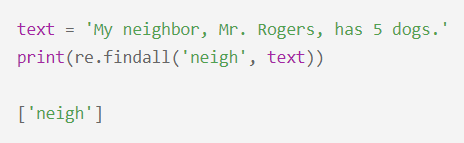 text = 'My neighbor, Mr. Rogers, has 5 dogs.'
print(re.findall('neigh', text))
['neigh']